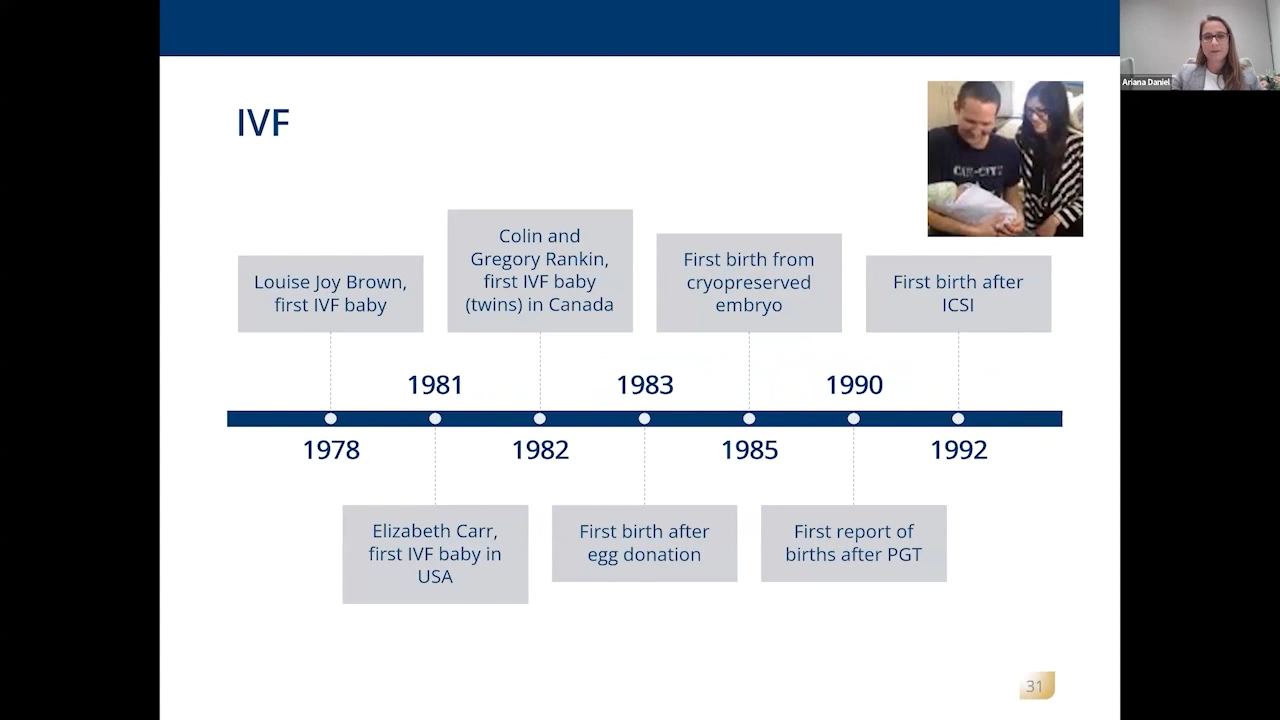 Ariana Daniel
IVF
Louise Joy Brown,
first IVF baby
Colin and
Gregory Rankin,
first IVF baby
(twins) in Canada
First birth from
cryopreserved
embryo
First birth after
ICSI
1981
1983
1990
1978
1982
1985
1992
Elizabeth Carr,
first IVF baby in
USA
First birth after
egg donation
First report of
births after PGT
31